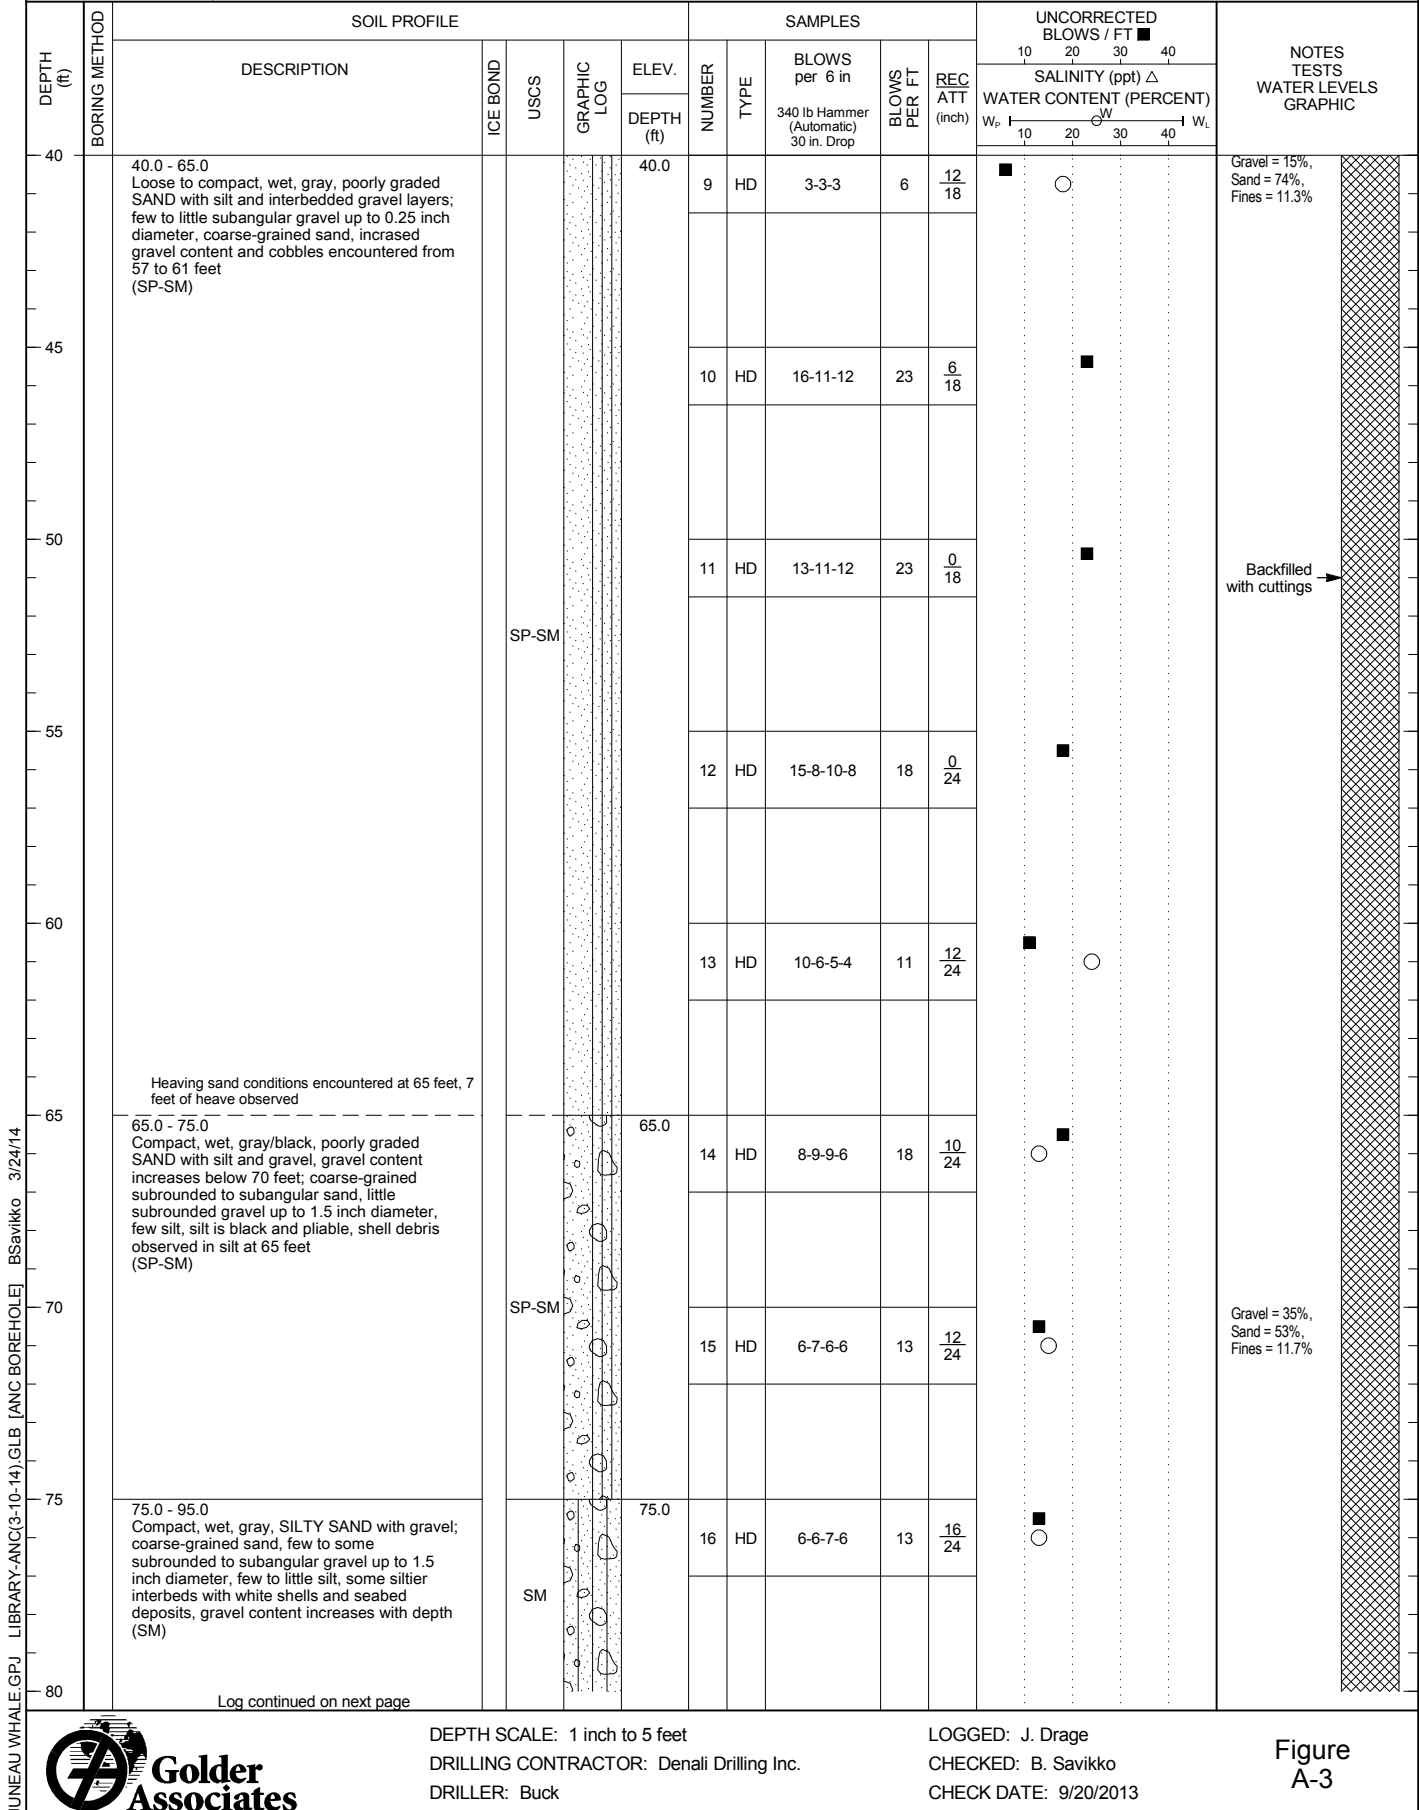 SOIL PROFILE
SAMPLES
UNCORRECTED
BLOWS / FT ■
10 20 30 40
SALINITY (ppt) △
WATER CONTENT (PERCENT)
Wp W WL
10 20 30 40
NOTES
TESTS
WATER LEVELS
GRAPHIC
DEPTH
(ft)
BORING METHOD
DESCRIPTION
ICE BOND
USCS
GRAPHIC
LOG
ELEV.
DEPTH
(ft)
NUMBER
TYPE
BLOWS
per 6 in
340 lb Hammer
(Automatic)
30 in. Drop
BLOWS
PER FT
REC
ATT
(inch)
40
40.0 - 65.0
Loose to compact, wet, gray, poorly graded
SAND with silt and interbedded gravel layers;
few to little subangular gravel up to 0.25 inch
diameter, coarse-grained sand, incrased
gravel content and cobbles encountered from
57 to 61 feet
(SP-SM)
40.0
9 HD 3-3-3 6 12/18
Gravel = 15%,
Sand = 74%,
Fines = 11.3%
45
10 HD 16-11-12 23 6/18
50
11 HD 13-11-12 23 0/18
Backfilled
with cuttings
SP-SM
55
12 HD 15-8-10-8 18 0/24
60
13 HD 10-6-5-4 11 12/24
Heaving sand conditions encountered at 65 feet, 7
feet of heave observed
65
65.0 - 75.0
Compact, wet, gray/black, poorly graded
SAND with silt and gravel, gravel content
increases below 70 feet; coarse-grained
subrounded to subangular sand, little
subrounded gravel up to 1.5 inch diameter,
few silt, silt is black and pliable, shell debris
observed in silt at 65 feet
(SP-SM)
65.0
14 HD 8-9-9-6 18 10/24
70
SP-SM
15 HD 6-7-6-6 13 12/24
Gravel = 35%,
Sand = 53%,
Fines = 11.7%
75
75.0 - 95.0
Compact, wet, gray, SILTY SAND with gravel;
coarse-grained sand, few to some
subrounded to subangular gravel up to 1.5
inch diameter, few to little silt, some siltier
interbeds with white shells and seabed
deposits, gravel content increases with depth
(SM)
SM
75.0
16 HD 6-6-7-6 13 16/24
80
Log continued on next page
JUNEAU WHALE.GPJ LIBRARY-ANC(3-10-14).GLB [ANC BOREHOLE] BSavikko 3/24/14
Golder
Associates
DEPTH SCALE: 1 inch to 5 feet
DRILLING CONTRACTOR: Denali Drilling Inc.
DRILLER: Buck
LOGGED: J. Drage
CHECKED: B. Savikko
CHECK DATE: 9/20/2013
Figure
A-3